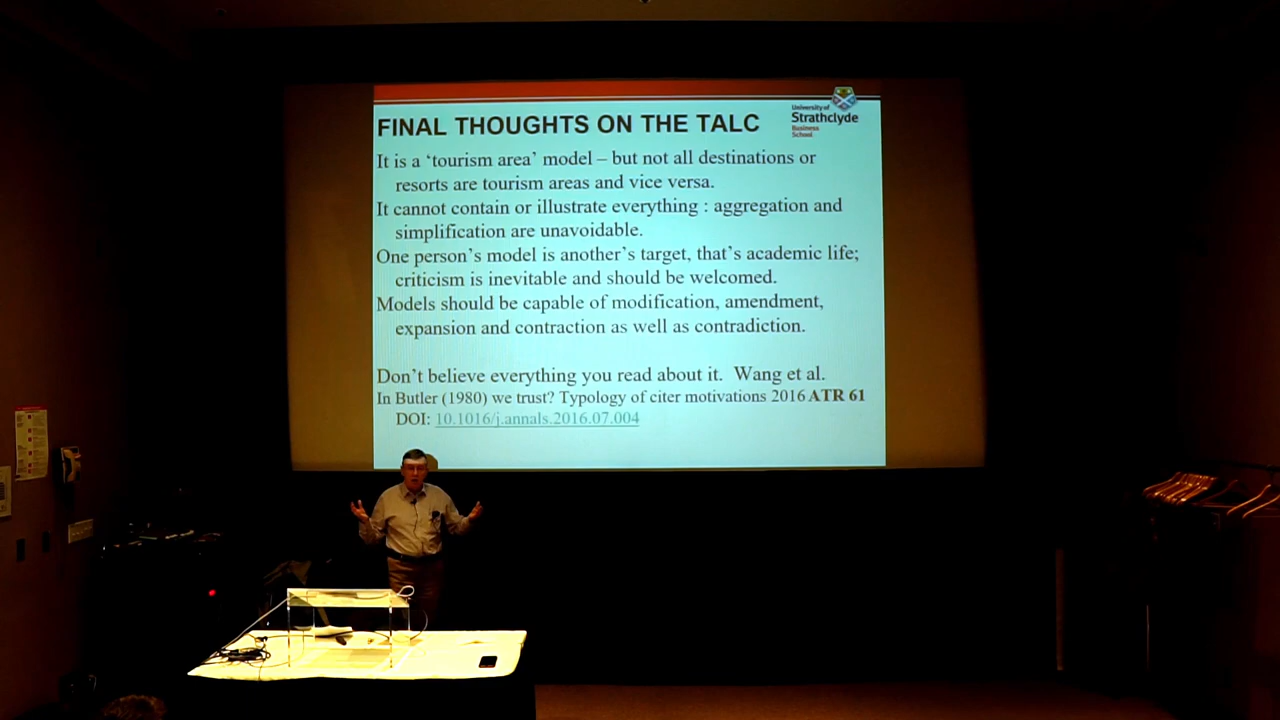 University of
Strathclyde
Business
School
FINAL THOUGHTS ON THE TALC
It is a ‘tourism area’ model – but not all destinations or
resorts are tourism areas and vice versa.
It cannot contain or illustrate everything : aggregation and
simplification are unavoidable.
One person’s model is another’s target, that’s academic life;
criticism is inevitable and should be welcomed.
Models should be capable of modification, amendment,
expansion and contraction as well as contradiction.
Don’t believe everything you read about it. Wang et al.
In Butler (1980) we trust? Typology of citer motivations 2016 ATR 61
DOI: 10.1016/j.annals.2016.07.004